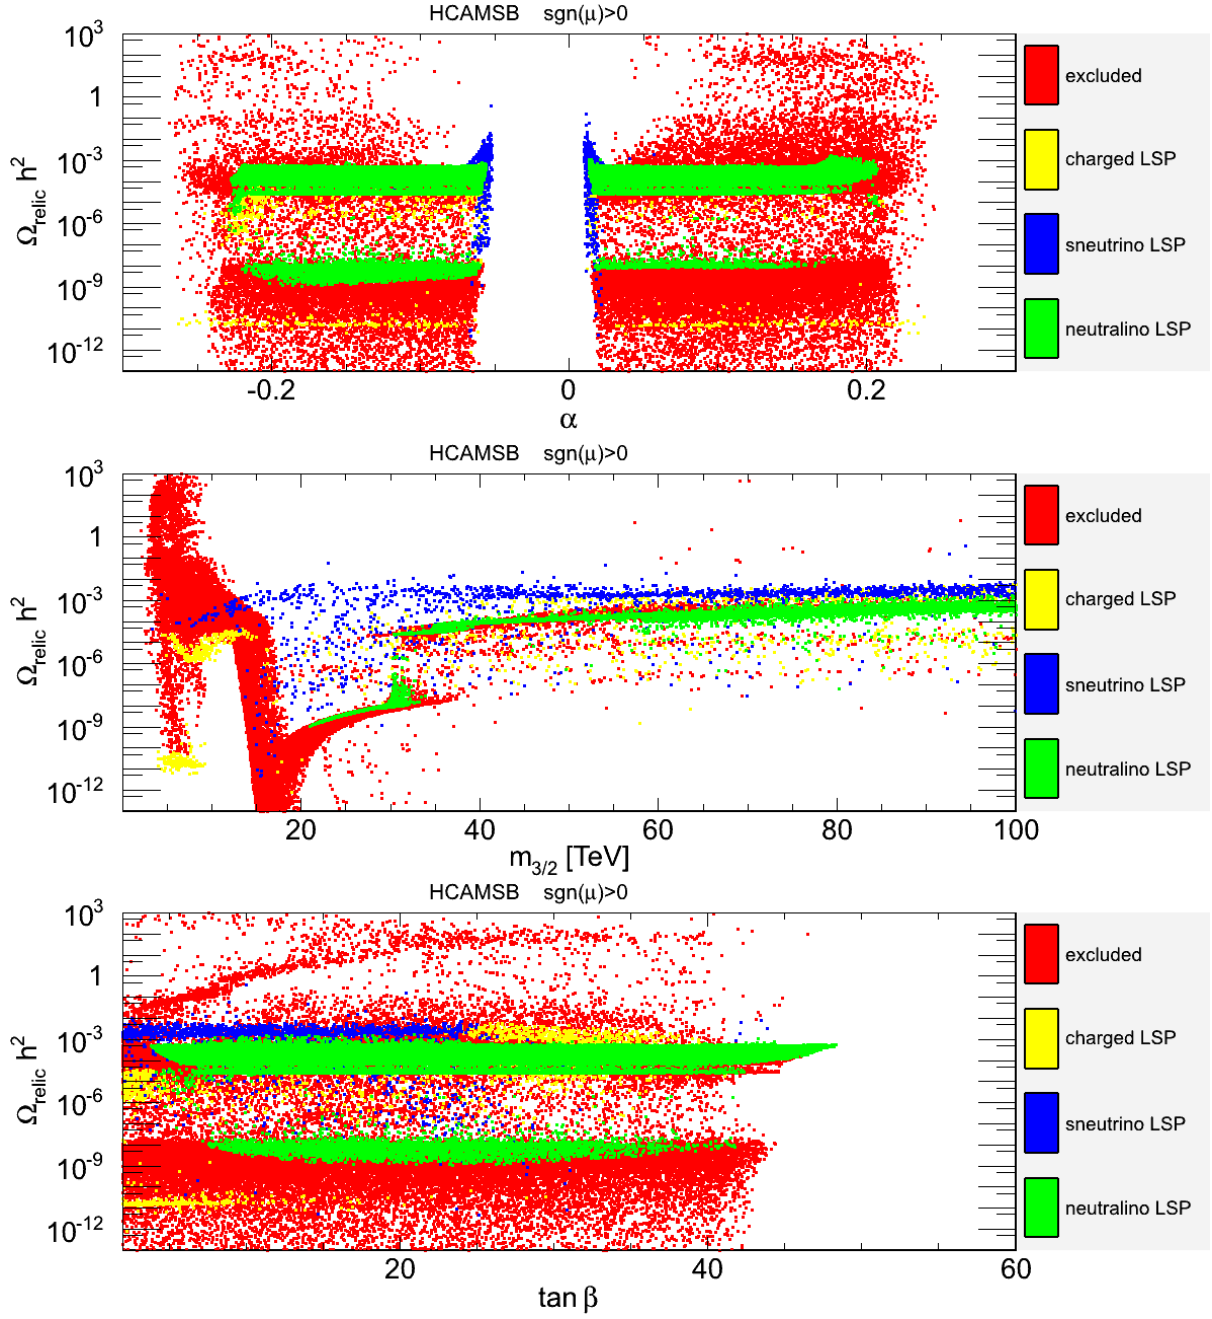 HCAMSB sgn(μ)>0
10³
1
10⁻³
10⁻⁶
10⁻⁹
10⁻¹²
Ω_relic h²
-0.2 0 0.2
α
excluded
charged LSP
sneutrino LSP
neutralino LSP
HCAMSB sgn(μ)>0
10³
1
10⁻³
10⁻⁶
10⁻⁹
10⁻¹²
Ω_relic h²
20 40 60 80 100
m_3/2 [TeV]
excluded
charged LSP
sneutrino LSP
neutralino LSP
HCAMSB sgn(μ)>0
10³
1
10⁻³
10⁻⁶
10⁻⁹
10⁻¹²
Ω_relic h²
20 40 60
tan β
excluded
charged LSP
sneutrino LSP
neutralino LSP